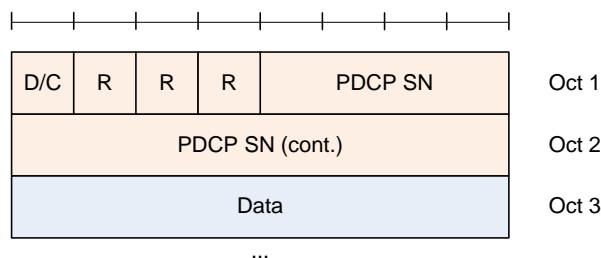 D/C R R R PDCP SN Oct 1
PDCP SN (cont.) Oct 2
Data Oct 3
...